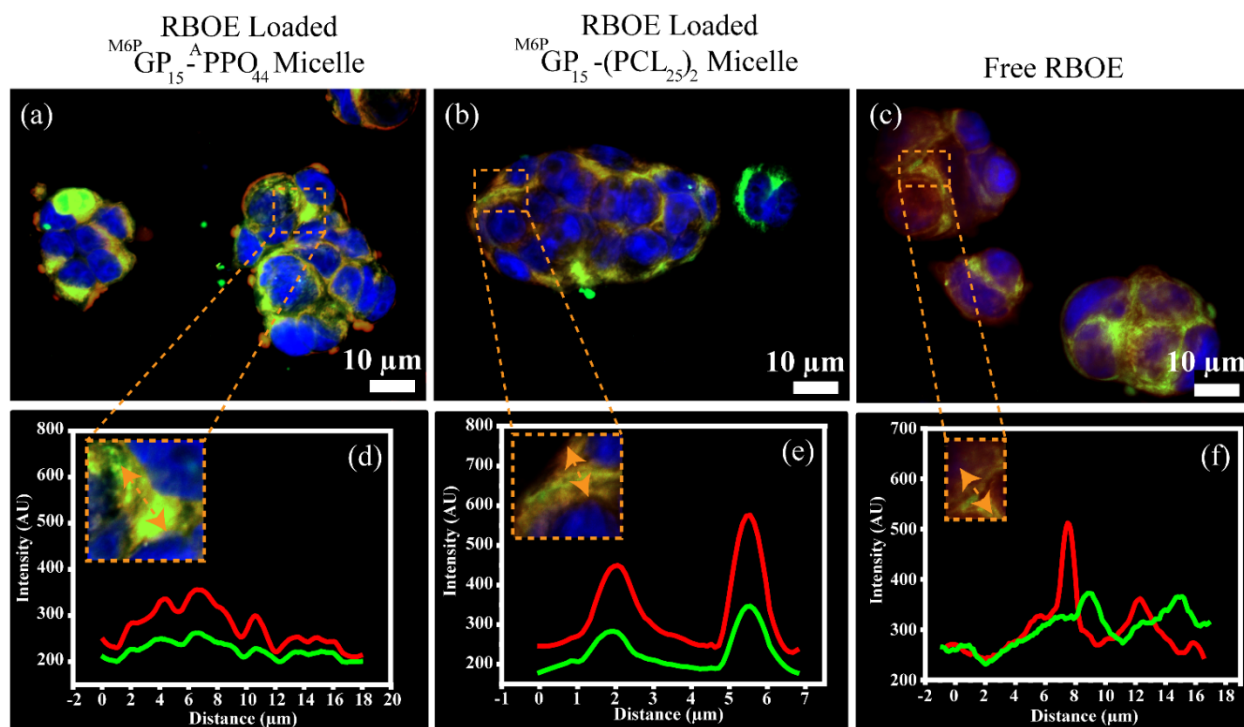 RBOE Loaded
M6PGP15-APPO44 Micelle
RBOE Loaded
M6PGP15-(PCL25)2 Micelle
Free RBOE
(a)
10 µm
(b)
10 µm
(c)
10 µm
(d)
800
700
600
500
400
300
200
Intensity (AU)
-2 0 2 4 6 8 10 12 14 16 18 20
Distance (µm)
(e)
800
700
600
500
400
300
200
Intensity (AU)
-1 0 1 2 3 4 5 6 7
Distance (µm)
(f)
700
600
500
400
300
200
Intensity (AU)
-2 0 2 4 6 8 10 12 14 16 18
Distance (µm)